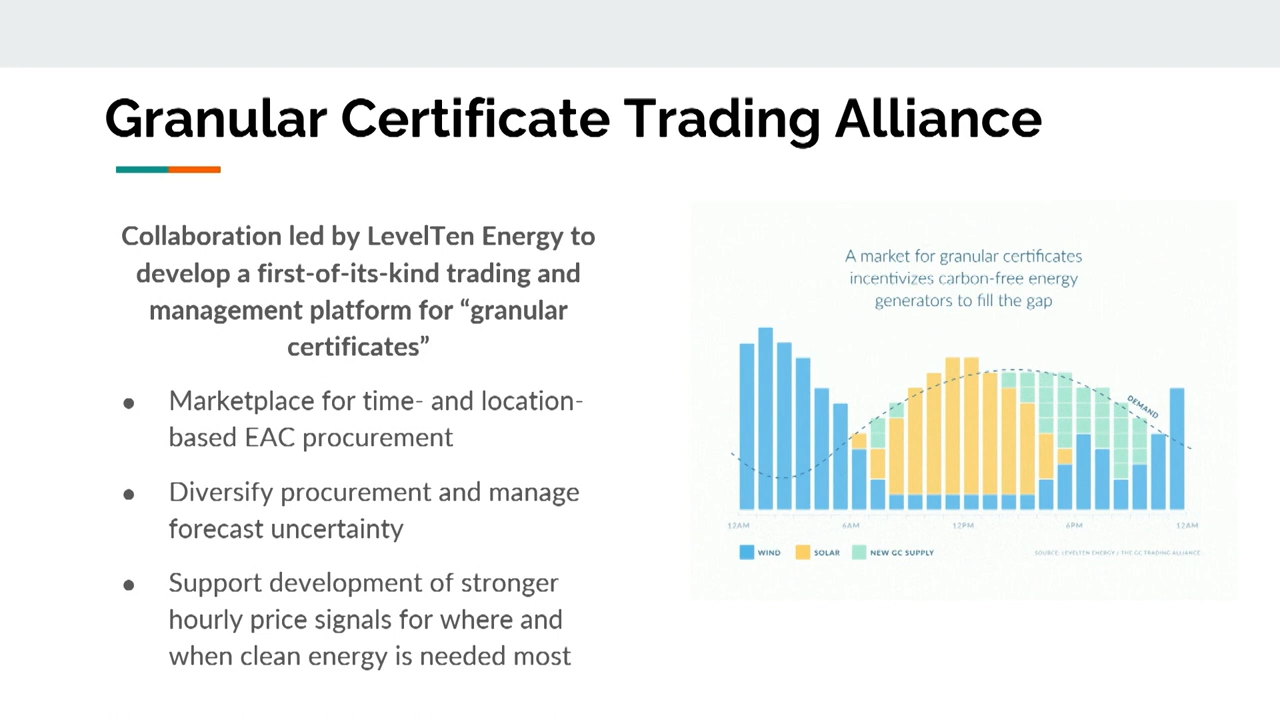 Granular Certificate Trading Alliance
Collaboration led by LevelTen Energy to
develop a first-of-its-kind trading and
management platform for “granular
certificates”
● Marketplace for time- and location-
based EAC procurement
● Diversify procurement and manage
forecast uncertainty
● Support development of stronger
hourly price signals for where and
when clean energy is needed most
A market for granular certificates
incentivizes carbon-free energy
generators to fill the gap
DEMAND
12AM 6AM 12PM 6PM 12AM
WIND SOLAR NEW GC SUPPLY
SOURCE: LEVELTEN ENERGY / THE GC TRADING ALLIANCE